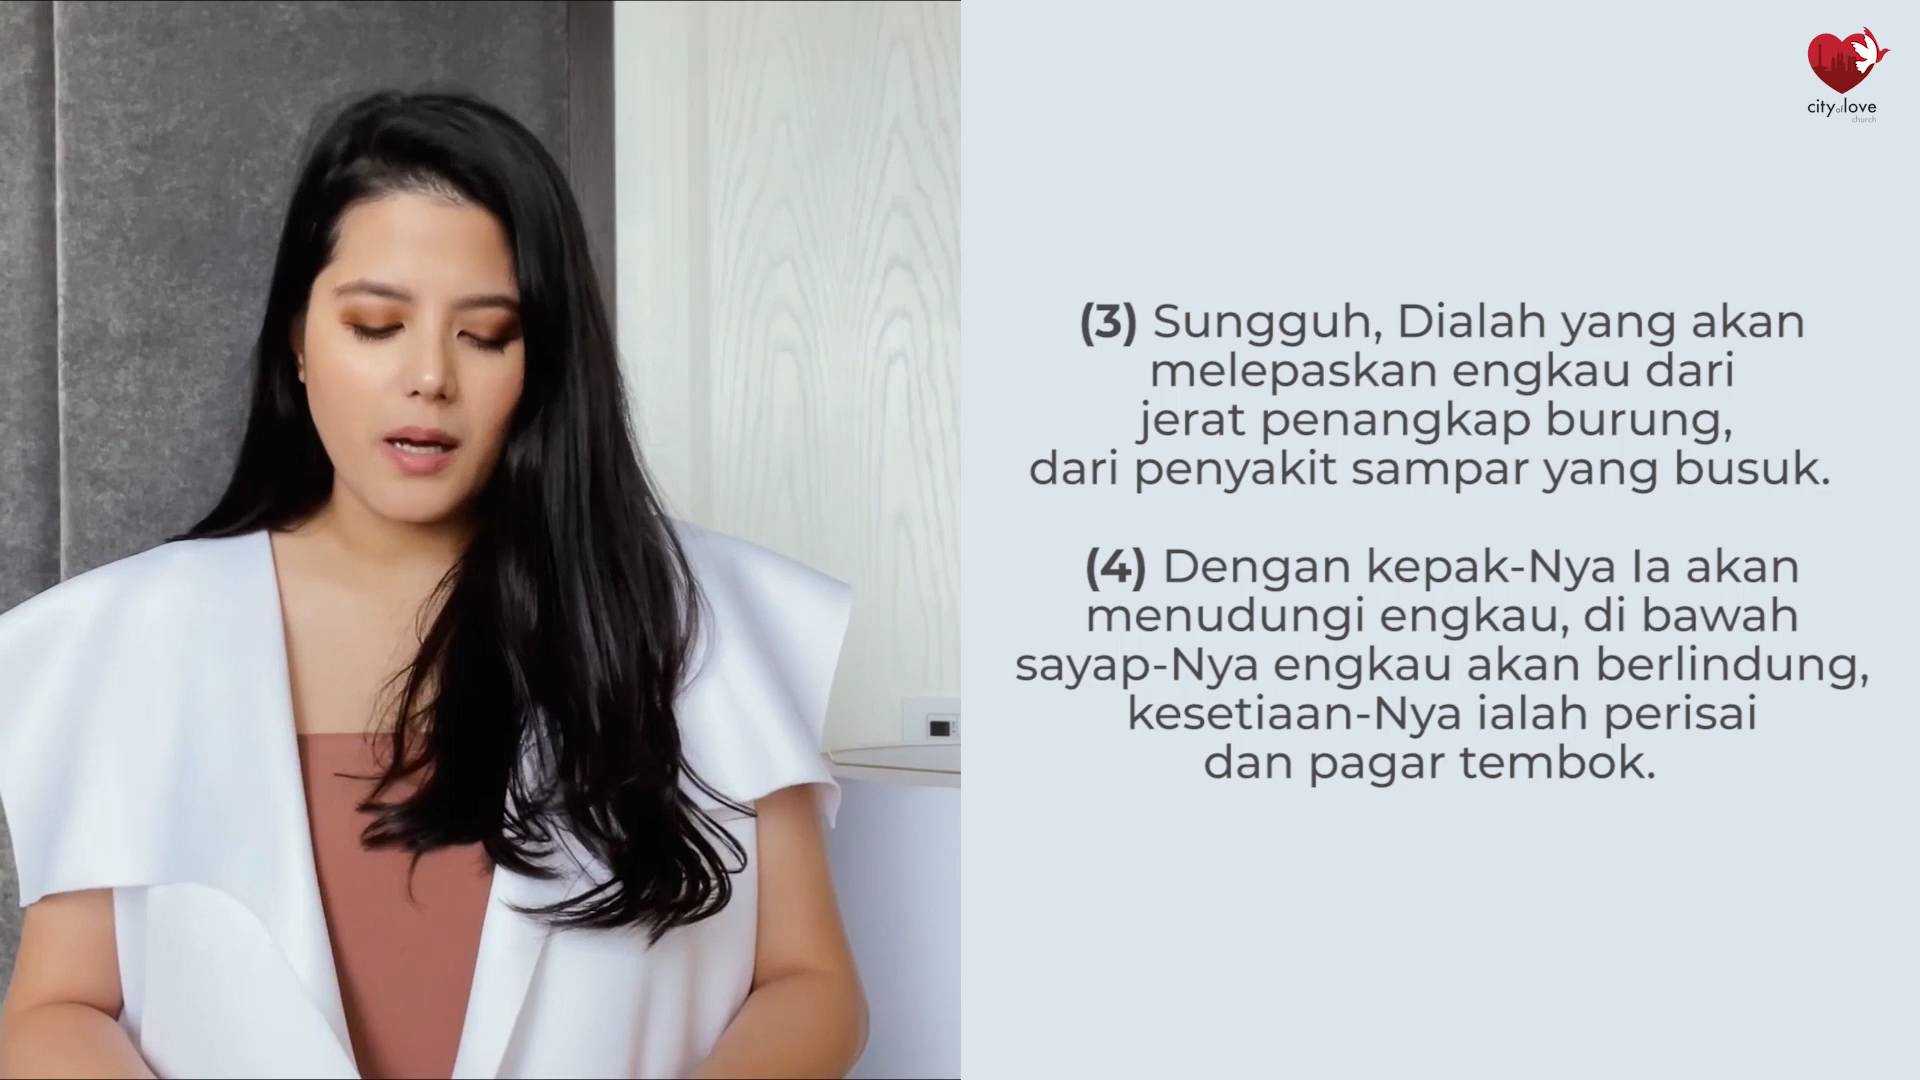 city of love
church
(3) Sungguh, Dialah yang akan
melepaskan engkau dari
jerat penangkap burung,
dari penyakit sampar yang busuk.
(4) Dengan kepak-Nya Ia akan
menudungi engkau, di bawah
sayap-Nya engkau akan berlindung,
kesetiaan-Nya ialah perisai
dan pagar tembok.